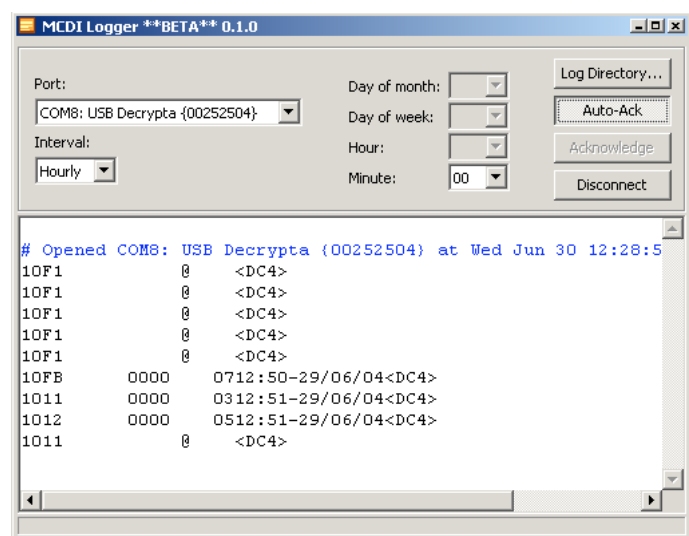 MCDI Logger **BETA** 0.1.0
Port:
COM8: USB Decrypta {00252504}
Interval:
Hourly
Day of month:
Day of week:
Hour:
Minute: 00
Log Directory...
Auto-Ack
Acknowledge
Disconnect
# Opened COM8: USB Decrypta {00252504} at Wed Jun 30 12:28:5
10F1 @ <DC4>
10F1 @ <DC4>
10F1 @ <DC4>
10F1 @ <DC4>
10F1 @ <DC4>
10FB 0000 0712:50-29/06/04<DC4>
1011 0000 0312:51-29/06/04<DC4>
1012 0000 0512:51-29/06/04<DC4>
1011 @ <DC4>